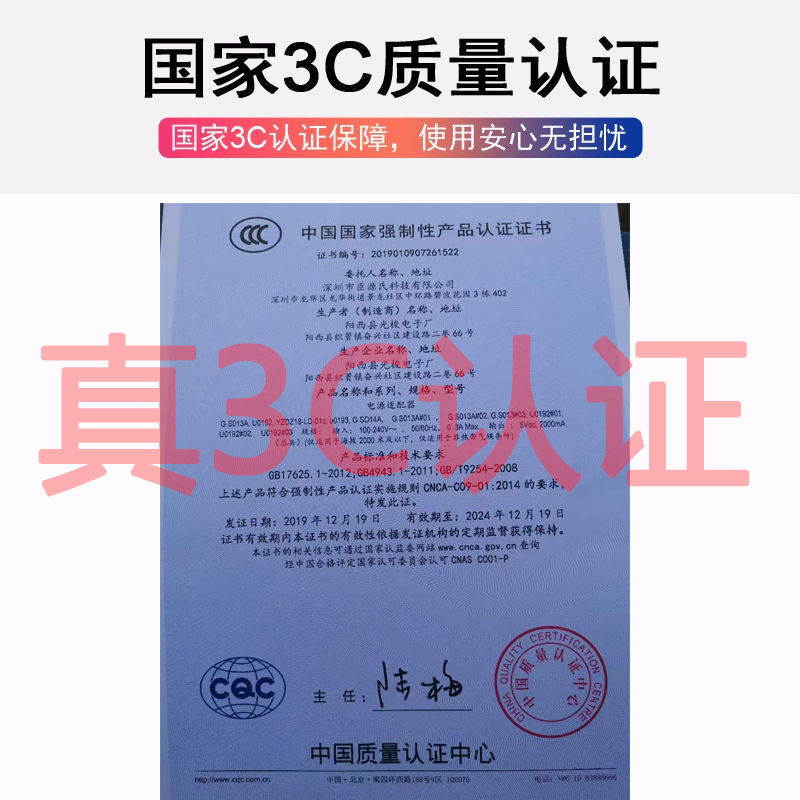 国家3C质量认证
国家3C认证保障，使用安心无担忧
CCC
中国国家强制性产品认证证书
证书编号：2019010907261522
委托人名称、地址
深圳市臣源氏科技有限公司
深圳市龙华区龙华街道景龙社区中环路碧波花园3栋402
生产者（制造商）名称、地址
阳西县光梭电子厂
阳西县织篢镇奋兴社区建设路二巷66号
生产企业名称、地址
阳西县光梭电子厂
阳西县织篢镇奋兴社区建设路二巷66号
真3C认证
产品名称和系列、规格、型号
电源适配器
G.S013A, U0192, YZDZ18-LD-01z, u0193, G.SO14A, G.S013A#01 , G.S013A#02, G.S013#03, U0192#01,
U0192#02, U0192#03 规格： 输入：100-240V～， 50/60Hz, 0.3A Max. 输出 ：5Vdc, 2000mA
（总共）（仅适用于海拔2000米及以下，仅适用于非热带气候条件）
产品标准和技术要求
GB17625.1-2012;GB4943.1-2011;GB/T9254-2008
上述产品符合强制性产品认证实施规则 CNCA-C09-01:2014 的要求，
特发此证。
发证日期：2019年12月19日 有效期至：2024年12月19日
证书有效期内本证书的有效性依据发证机构的定期监督获得保持。
本证书的相关信息可通过国家认监委网站 www.cnca.gov.cn 查询
经中国合格评定国家认可委员会认可 CNAS C001-P
CQC
主任：陆梅
CHINA QUALITY CERTIFICATION CENTRE
中国质量认证中心
中国质量认证中心
http://www.cqc.com.cn 中国·北京·南四环西路188号9区 100070 电话：+86 10 83886666